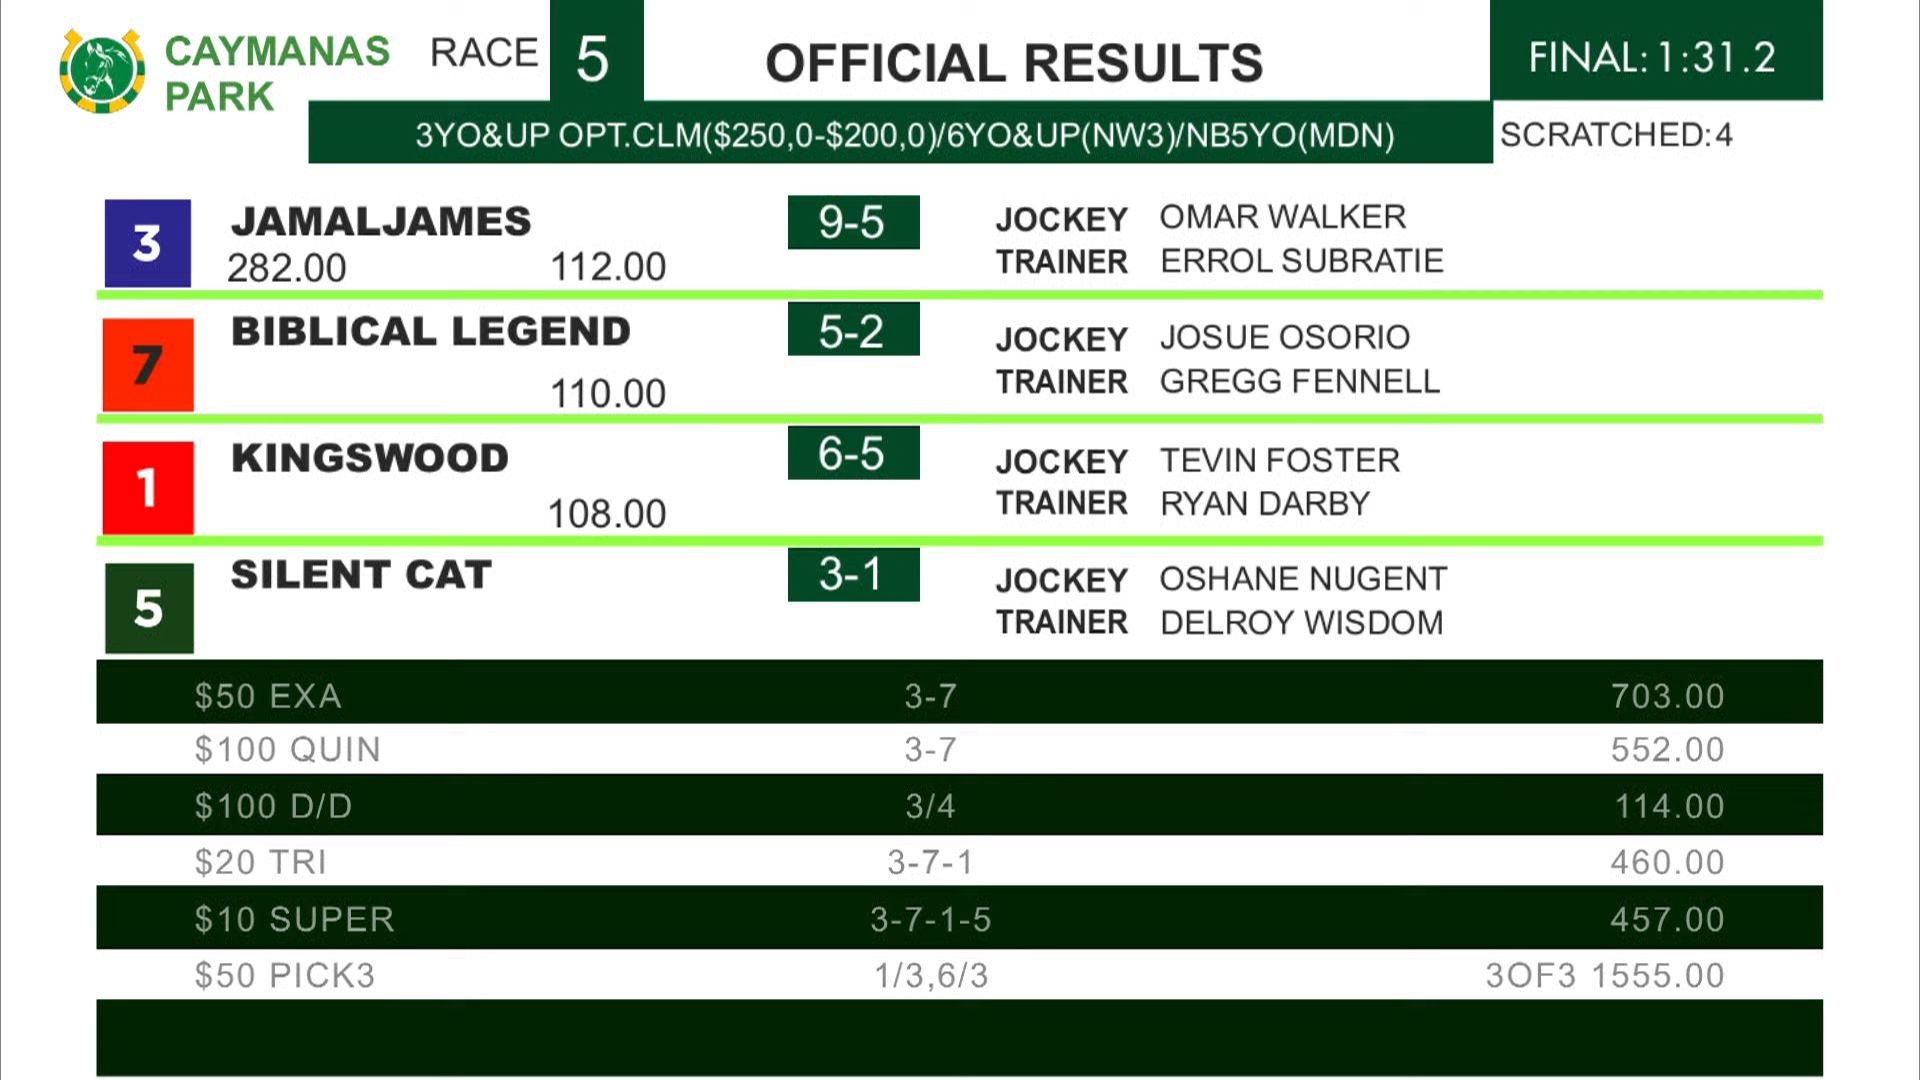 CAYMANAS PARK
RACE 5
OFFICIAL RESULTS
FINAL: 1:31.2
3YO&UP OPT.CLM($250,0-$200,0)/6YO&UP(NW3)/NB5YO(MDN)
SCRATCHED:4
3 JAMALJAMES 9-5 JOCKEY OMAR WALKER
282.00 112.00 TRAINER ERROL SUBRATIE
7 BIBLICAL LEGEND 5-2 JOCKEY JOSUE OSORIO
110.00 TRAINER GREGG FENNELL
1 KINGSWOOD 6-5 JOCKEY TEVIN FOSTER
108.00 TRAINER RYAN DARBY
5 SILENT CAT 3-1 JOCKEY OSHANE NUGENT
TRAINER DELROY WISDOM
$50 EXA 3-7 703.00
$100 QUIN 3-7 552.00
$100 D/D 3/4 114.00
$20 TRI 3-7-1 460.00
$10 SUPER 3-7-1-5 457.00
$50 PICK3 1/3,6/3 3OF3 1555.00